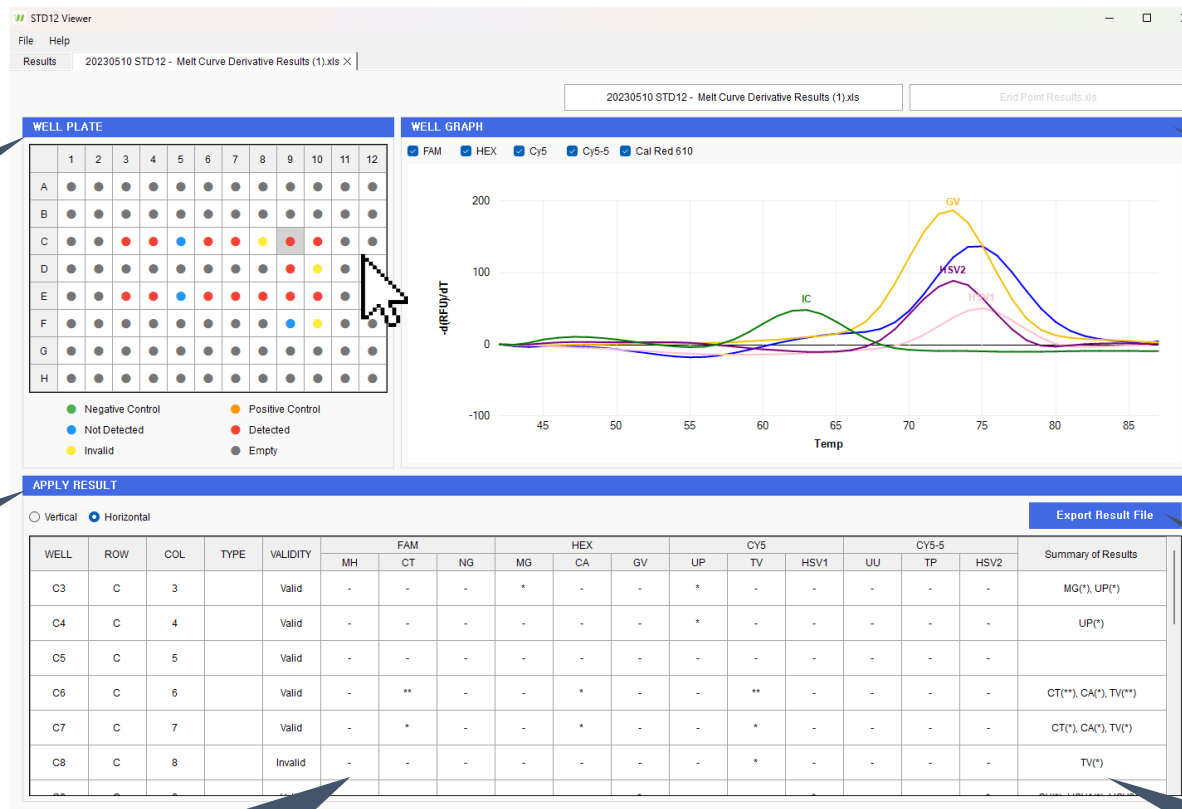 STD12 Viewer
File Help
Results 20230510 STD12 - Melt Curve Derivative Results (1).xls ×
20230510 STD12 - Melt Curve Derivative Results (1).xls End Point Results.xls
WELL PLATE
1 2 3 4 5 6 7 8 9 10 11 12
A
B
C
D
E
F
G
H
Negative Control Positive Control
Not Detected Detected
Invalid Empty
WELL GRAPH
FAM HEX Cy5 Cy5-5 Cal Red 610
200
100
0
-100
-d(RFU)/dT
GV
HSV2
HSV1
IC
45 50 55 60 65 70 75 80 85
Temp
APPLY RESULT
Vertical Horizontal
Export Result File
WELL ROW COL TYPE VALIDITY FAM HEX CY5 CY5-5 Summary of Results
MH CT NG MG CA GV UP TV HSV1 UU TP HSV2
C3 C 3 Valid - - - * - - * - - - - - MG(*), UP(*)
C4 C 4 Valid - - - - - - * - - - - - UP(*)
C5 C 5 Valid - - - - - - - - - - - -
C6 C 6 Valid - ** - - * - - ** - - - - CT(**), CA(*), TV(**)
C7 C 7 Valid - * - - * - - * - - - - CT(*), CA(*), TV(*)
C8 C 8 Invalid - - - - - - - * - - - - TV(*)